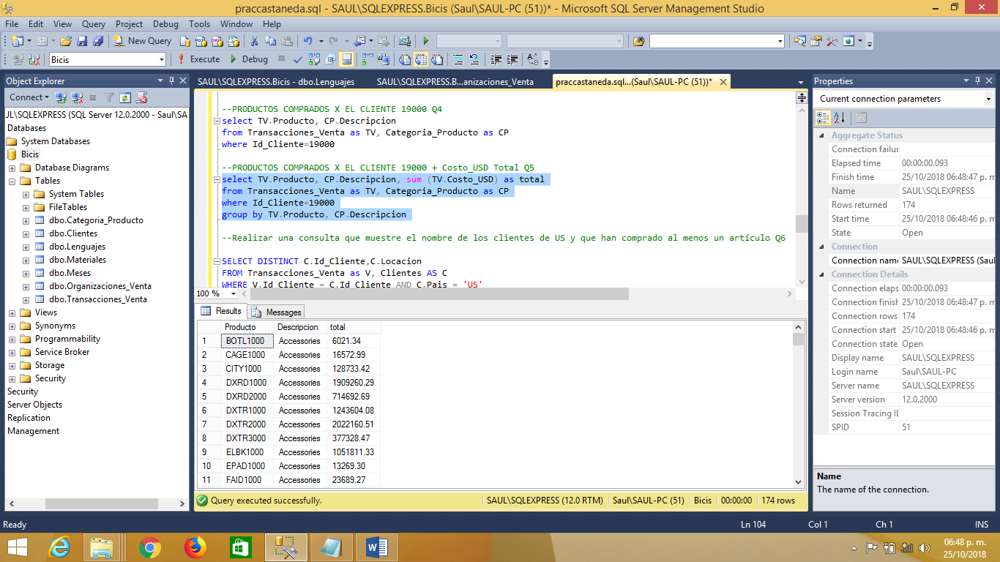 praccastaneda.sql - SAUL\SQLEXPRESS.Bicis (Saul\SAUL-PC (51))* - Microsoft SQL Server Management Studio
File Edit View Query Project Debug Tools Window Help
New Query
Bicis Execute Debug
Object Explorer
Connect
JL\SQLEXPRESS (SQL Server 12.0.2000 - Saul\SA
Databases
System Databases
Bicis
Database Diagrams
Tables
System Tables
FileTables
dbo.Categoria_Producto
dbo.Clientes
dbo.Lenguajes
dbo.Materiales
dbo.Meses
dbo.Organizaciones_Venta
dbo.Transacciones_Venta
Views
Synonyms
Programmability
Service Broker
Storage
Security
Security
Server Objects
Replication
Management
SAUL\SQLEXPRESS.Bicis - dbo.Lenguajes SAUL\SQLEXPRESS.B...anizaciones_Venta praccastaneda.sql...(Saul\SAUL-PC (51))*
--PRODUCTOS COMPRADOS X EL CLIENTE 19000 Q4
select TV.Producto, CP.Descripcion
from Transacciones_Venta as TV, Categoria_Producto as CP
where Id_Cliente=19000
--PRODUCTOS COMPRADOS X EL CLIENTE 19000 + Costo_USD Total Q5
select TV.Producto, CP.Descripcion, sum (TV.Costo_USD) as total
from Transacciones_Venta as TV, Categoria_Producto as CP
where Id_Cliente=19000
group by TV.Producto, CP.Descripcion
--Realizar una consulta que muestre el nombre de los clientes de US y que han comprado al menos un artículo Q6
SELECT DISTINCT C.Id_Cliente,C.Locacion
FROM Transacciones_Venta as V, Clientes AS C
WHERE V.Id_Cliente = C.Id_Cliente AND C.Pais = 'US'
100 %
Results Messages
Producto Descripcion total
1 BOTL1000 Accessories 6021.34
2 CAGE1000 Accessories 16572.99
3 CITY1000 Accessories 128733.42
4 DXRD1000 Accessories 1909260.29
5 DXRD2000 Accessories 714692.69
6 DXTR1000 Accessories 1243604.08
7 DXTR2000 Accessories 2022160.51
8 DXTR3000 Accessories 377328.47
9 ELBK1000 Accessories 1051811.33
10 EPAD1000 Accessories 13269.30
11 FAID1000 Accessories 23689.27
Query executed successfully. SAUL\SQLEXPRESS (12.0 RTM) Saul\SAUL-PC (51) Bicis 00:00:00 174 rows
Properties
Current connection parameters
Aggregate Status
Connection failur
Elapsed time 00:00:00.093
Finish time 25/10/2018 06:48:47 p. m
Name SAUL\SQLEXPRESS
Rows returned 174
Start time 25/10/2018 06:48:46 p. m
State Open
Connection
Connection name SAUL\SQLEXPRESS (Saul
Connection Details
Connection elaps 00:00:00.093
Connection finish 25/10/2018 06:48:47 p. m
Connection rows 174
Connection start 25/10/2018 06:48:46 p. m
Connection state Open
Display name SAUL\SQLEXPRESS
Login name Saul\SAUL-PC
Server name SAUL\SQLEXPRESS
Server version 12.0.2000
Session Tracing ID
SPID 51
Name
The name of the connection.
Ready Ln 104 Col 1 Ch 1 INS
06:48 p. m.
25/10/2018